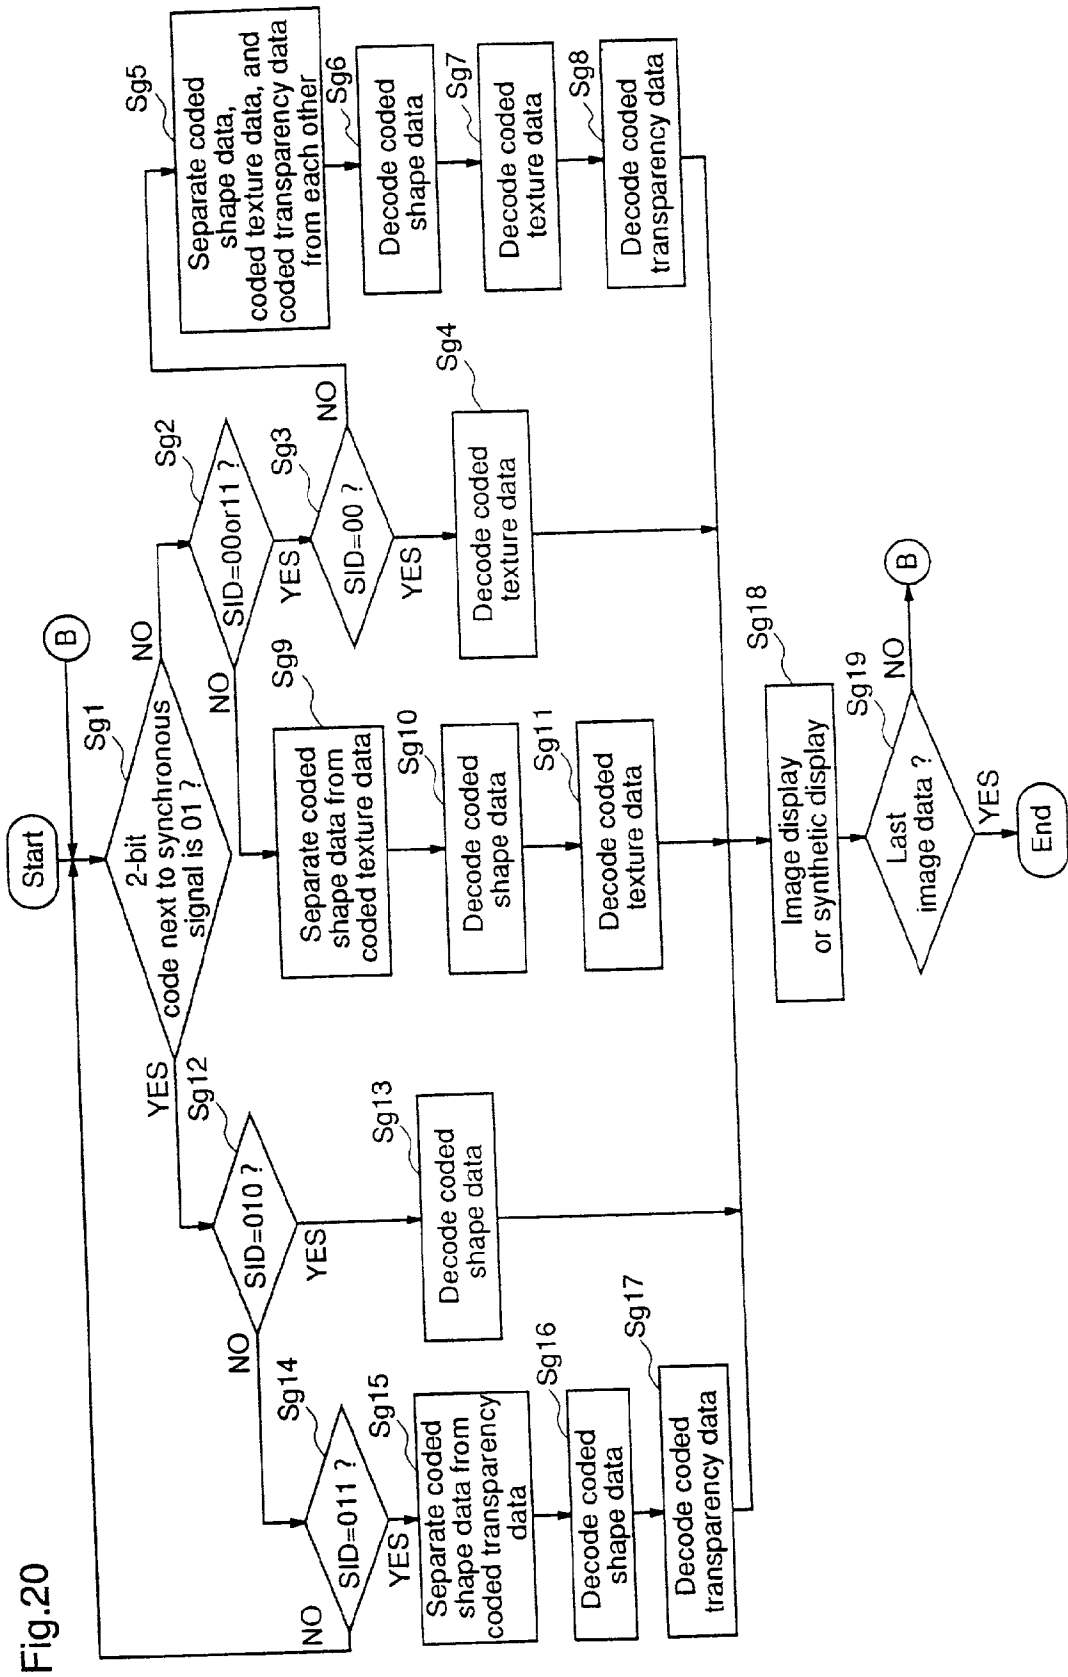 Fig.20
Start
B
Sg1
2-bit
code next to synchronous
signal is 01 ?
YES
NO
Sg2
SID=00or11 ?
NO
YES
Sg3
SID=00 ?
NO
YES
Sg4
Decode coded
texture data
Sg5
Separate coded
shape data,
coded texture data, and
coded transparency data
from each other
Sg6
Decode coded
shape data
Sg7
Decode coded
texture data
Sg8
Decode coded
transparency data
Sg9
Separate coded
shape data from
coded texture data
Sg10
Decode coded
shape data
Sg11
Decode coded
texture data
Sg12
SID=010 ?
NO
YES
Sg13
Decode coded
shape data
Sg14
SID=011 ?
NO
YES
Sg15
Separate coded
shape data from
coded transparency
data
Sg16
Decode coded
shape data
Sg17
Decode coded
transparency data
Sg18
Image display
or synthetic display
Sg19
Last
image data ?
NO
B
YES
End